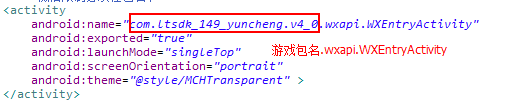 <activity
android:name="com.ltsdk_149_yuncheng.v4_0.wxapi.WXEntryActivity"
android:exported="true"
android:launchMode="singleTop"
游戏包名.wxapi.WXEntryActivity
android:screenOrientation="portrait"
android:theme="@style/MCHTransparent" >
</activity>